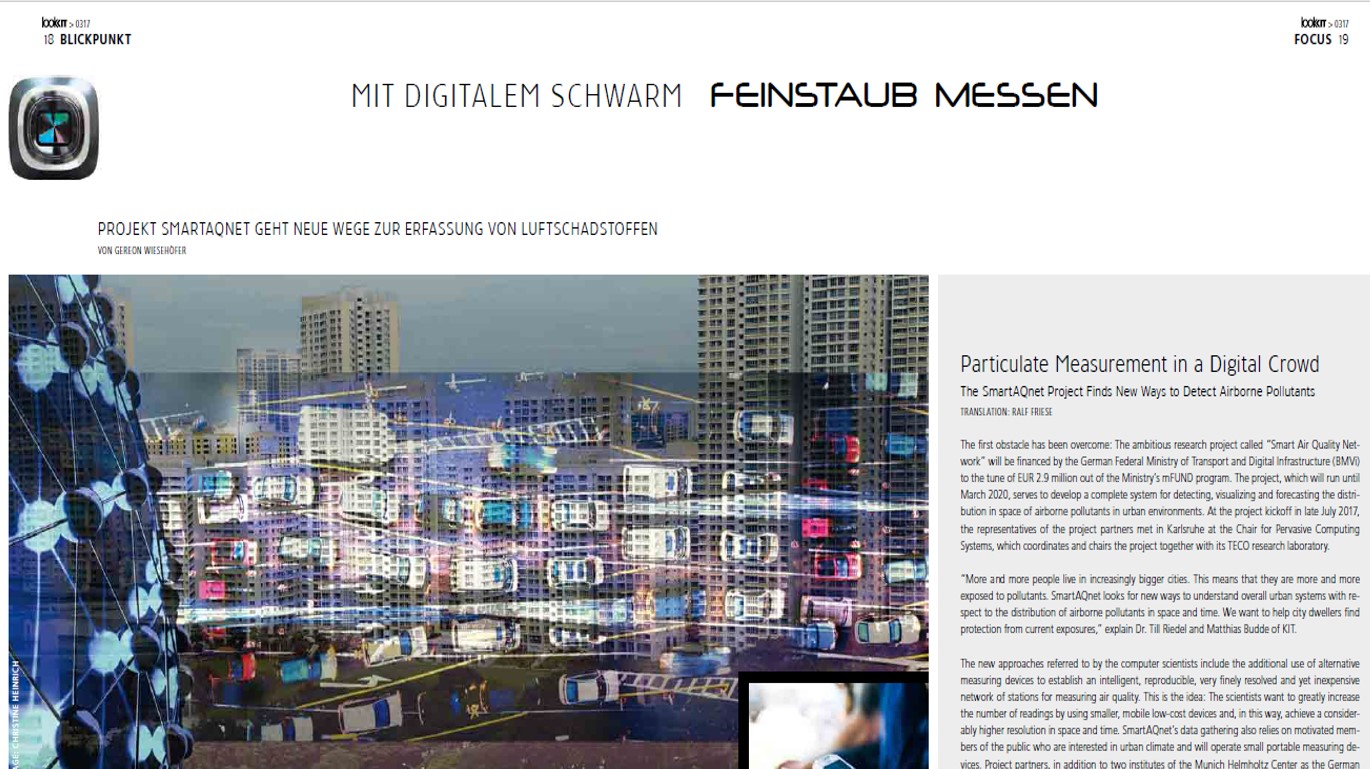 lookKIT > 0317
18 BLICKPUNKT
lookKIT > 0317
FOCUS 19
MIT DIGITALEM SCHWARM FEINSTAUB MESSEN
PROJEKT SMARTAQNET GEHT NEUE WEGE ZUR ERFASSUNG VON LUFTSCHADSTOFFEN
VON GEREON WIESEHÖFER
AGE: CHRISTINE HEINRICH
Particulate Measurement in a Digital Crowd
The SmartAQnet Project Finds New Ways to Detect Airborne Pollutants
TRANSLATION: RALF FRIESE
The first obstacle has been overcome: The ambitious research project called “Smart Air Quality Net-
work” will be financed by the German Federal Ministry of Transport and Digital Infrastructure (BMVi)
to the tune of EUR 2.9 million out of the Ministry's mFUND program. The project, which will run until
March 2020, serves to develop a complete system for detecting, visualizing and forecasting the distri-
bution in space of airborne pollutants in urban environments. At the project kickoff in late July 2017,
the representatives of the project partners met in Karlsruhe at the Chair for Pervasive Computing
Systems, which coordinates and chairs the project together with its TECO research laboratory.
“More and more people live in increasingly bigger cities. This means that they are more and more
exposed to pollutants. SmartAQnet looks for new ways to understand overall urban systems with re-
spect to the distribution of airborne pollutants in space and time. We want to help city dwellers find
protection from current exposures,” explain Dr. Till Riedel and Matthias Budde of KIT.
The new approaches referred to by the computer scientists include the additional use of alternative
measuring devices to establish an intelligent, reproducible, very finely resolved and yet inexpensive
network of stations for measuring air quality. This is the idea: The scientists want to greatly increase
the number of readings by using smaller, mobile low-cost devices and, in this way, achieve a consider-
ably higher resolution in space and time. SmartAQnet's data gathering also relies on motivated mem-
bers of the public who are interested in urban climate and will operate small portable measuring de-
vices. Project partners, in addition to two institutes of the Munich Helmholtz Center as the German